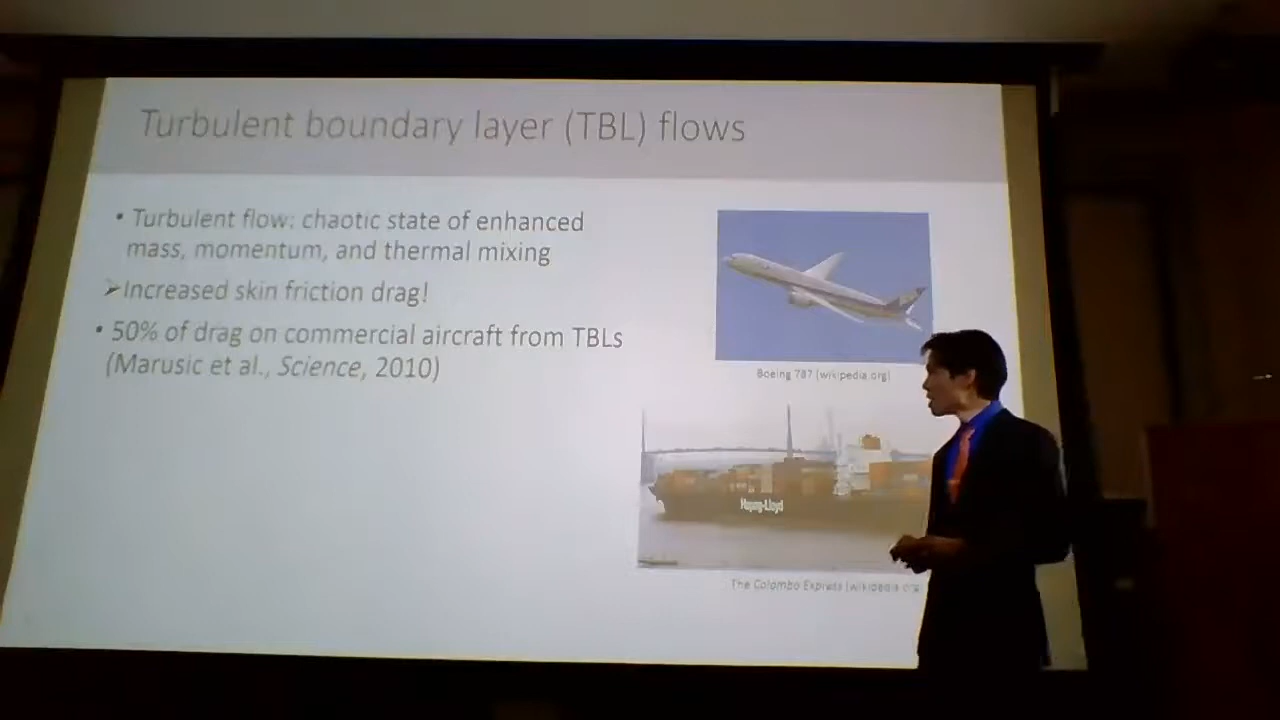 Turbulent boundary layer (TBL) flows
• Turbulent flow: chaotic state of enhanced
mass, momentum, and thermal mixing
➢Increased skin friction drag!
• 50% of drag on commercial aircraft from TBLs
(Marusic et al., Science, 2010)
Boeing 787 (wikipedia.org)
Hapag-Lloyd
The Colombo Express (wikipedia.org